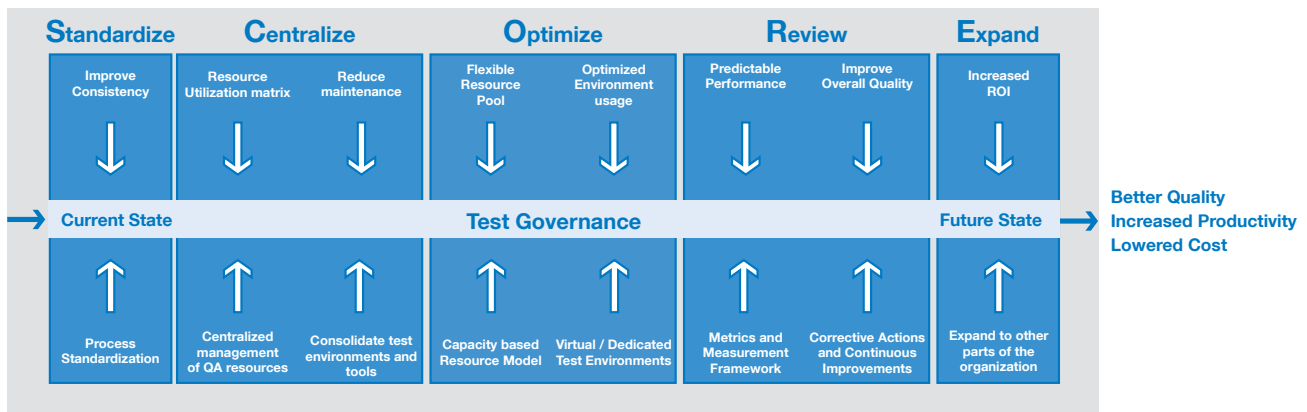 Standardize
Centralize
Optimize
Review
Expand
Improve
Consistency
Resource
Utilization matrix
Reduce
maintenance
Flexible
Resource
Pool
Optimized
Environment
usage
Predictable
Performance
Improve
Overall Quality
Increased
ROI
Current State
Test Governance
Future State
Better Quality
Increased Productivity
Lowered Cost
Process
Standardization
Centralized
management
of QA resources
Consolidate test
environments and
tools
Capacity based
Resource Model
Virtual / Dedicated
Test Environments
Metrics and
Measurement
Framework
Corrective Actions
and Continuous
Improvements
Expand to other
parts of the
organization